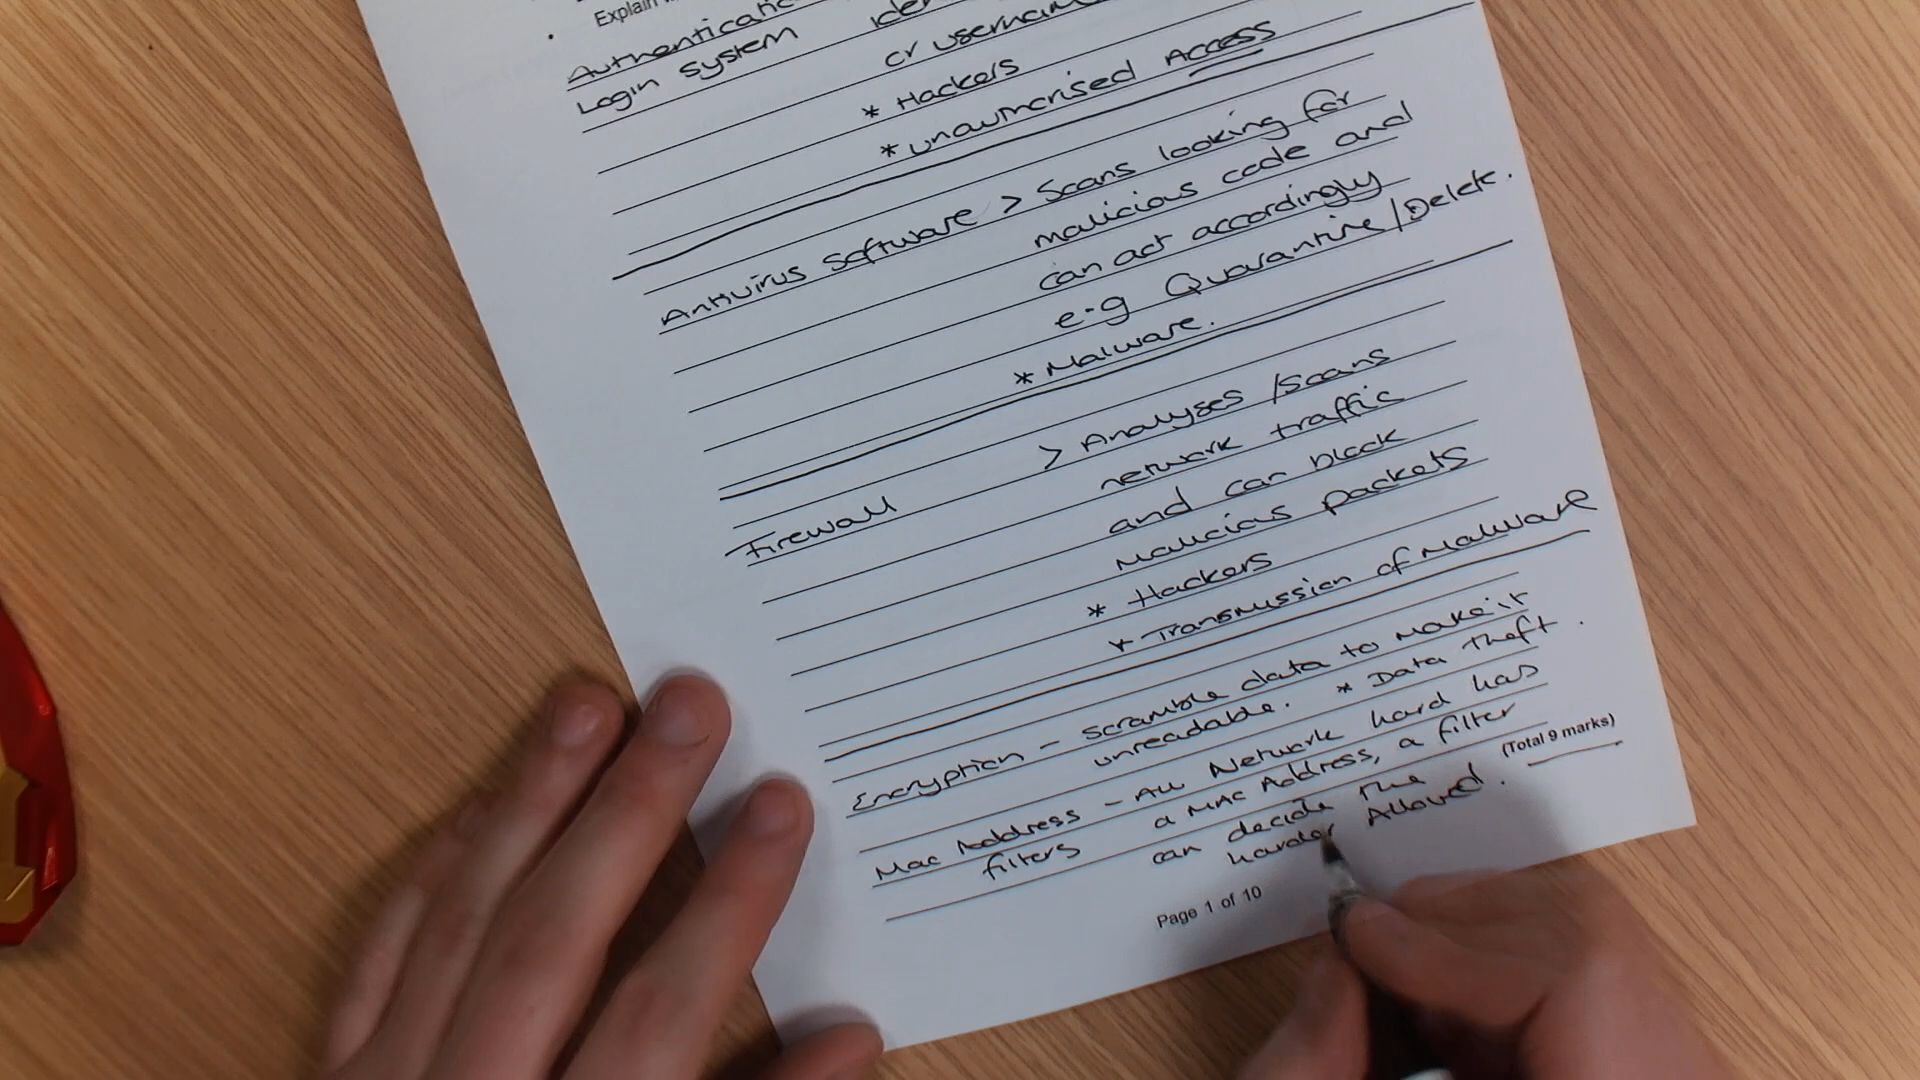 Explain
Authentication
Login System
or username
* Hackers
* unauthorised Access
Antivirus software > Scans looking for
malicious code and
can act accordingly
e.g Quarantine/Delete.
* Malware.
Firewall > Analyses/Scans
network traffic
and can block
malicious packets
* Hackers
* Transmission of Malware
Encryption - scramble data to make it
unreadable. * Data Theft.
Mac Address - All Network hard has
filters a MAC Address, a filter
can decide the
harder Allowed.
(Total 9 marks)
Page 1 of 10